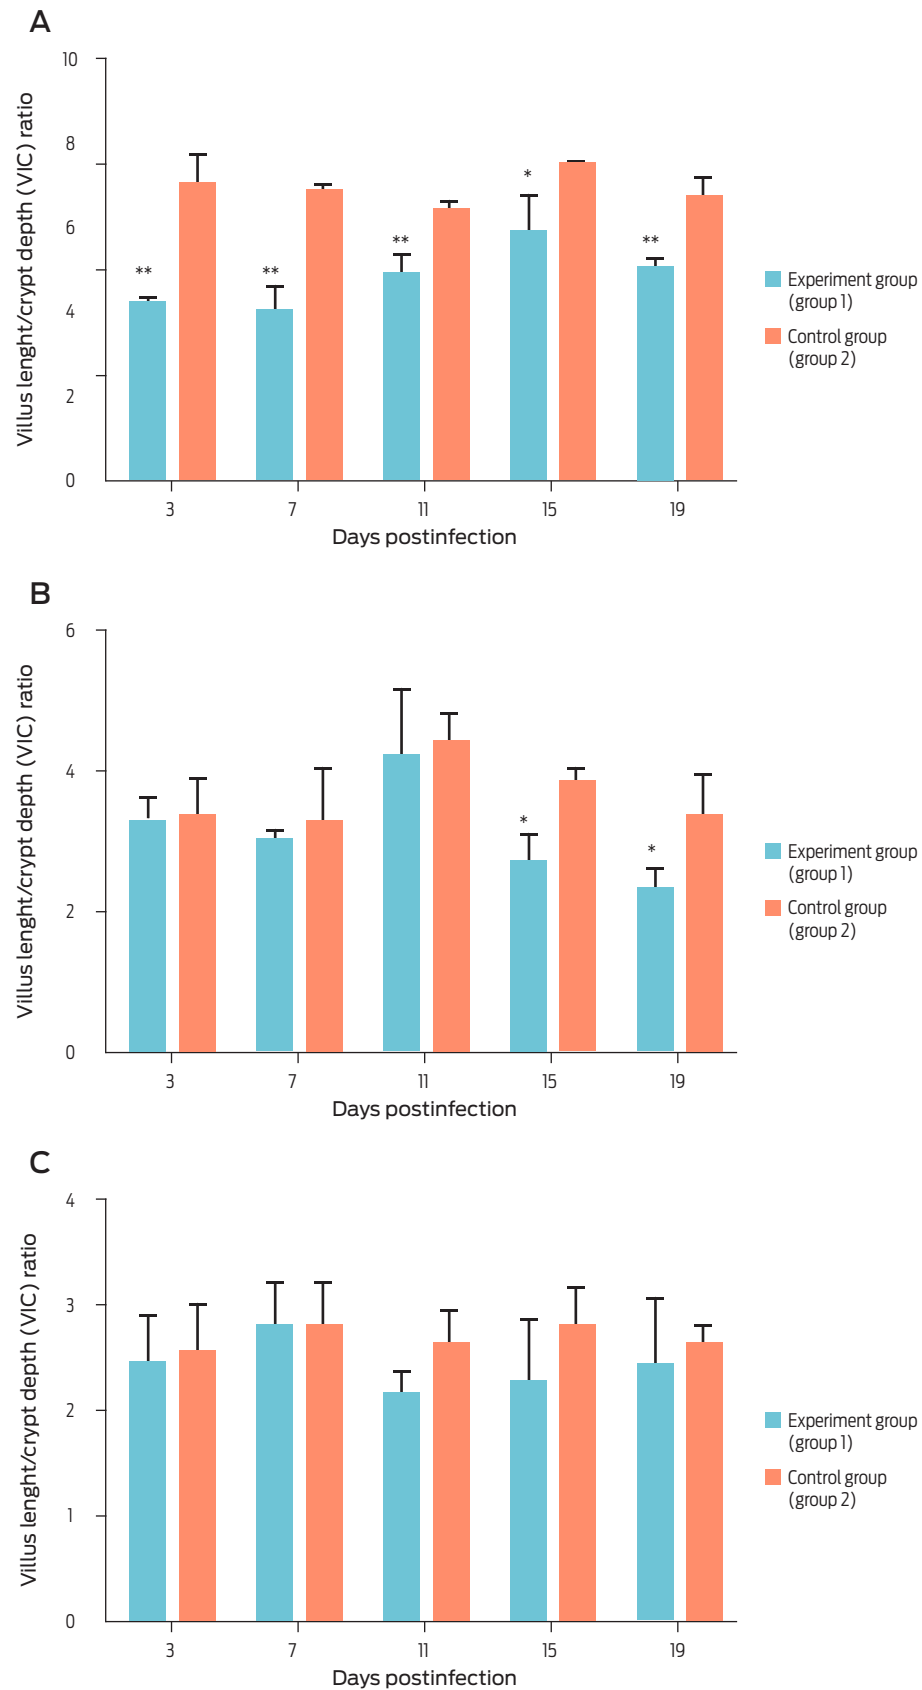 A
Villus lenght/crypt depth (VIC) ratio
10
8
6
4
2
0
**
**
**
*
**
3
7
11
15
19
Days postinfection
Experiment group
(group 1)
Control group
(group 2)
B
Villus lenght/crypt depth (VIC) ratio
6
4
2
0
*
*
3
7
11
15
19
Days postinfection
Experiment group
(group 1)
Control group
(group 2)
C
Villus lenght/crypt depth (VIC) ratio
4
3
2
1
0
3
7
11
15
19
Days postinfection
Experiment group
(group 1)
Control group
(group 2)